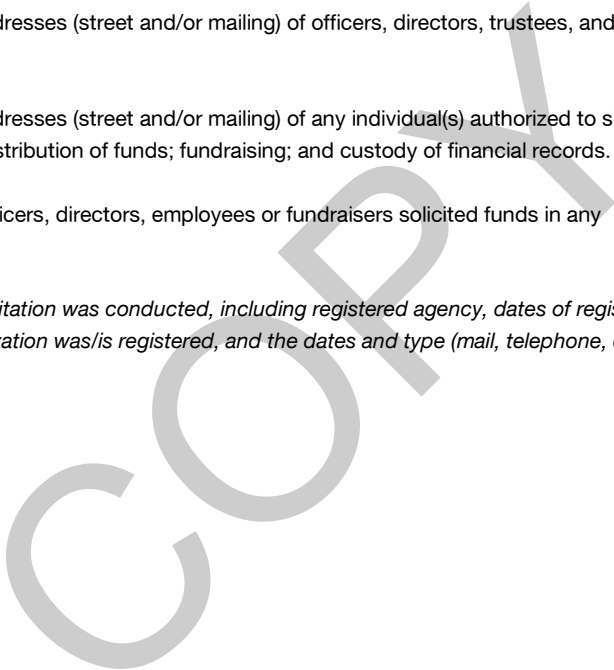 dresses (street and/or mailing) of officers, directors, trustees, and
dresses (street and/or mailing) of any individual(s) authorized to s
stribution of funds; fundraising; and custody of financial records.
icers, directors, employees or fundraisers solicited funds in any
itation was conducted, including registered agency, dates of regis
ration was/is registered, and the dates and type (mail, telephone,
COPY